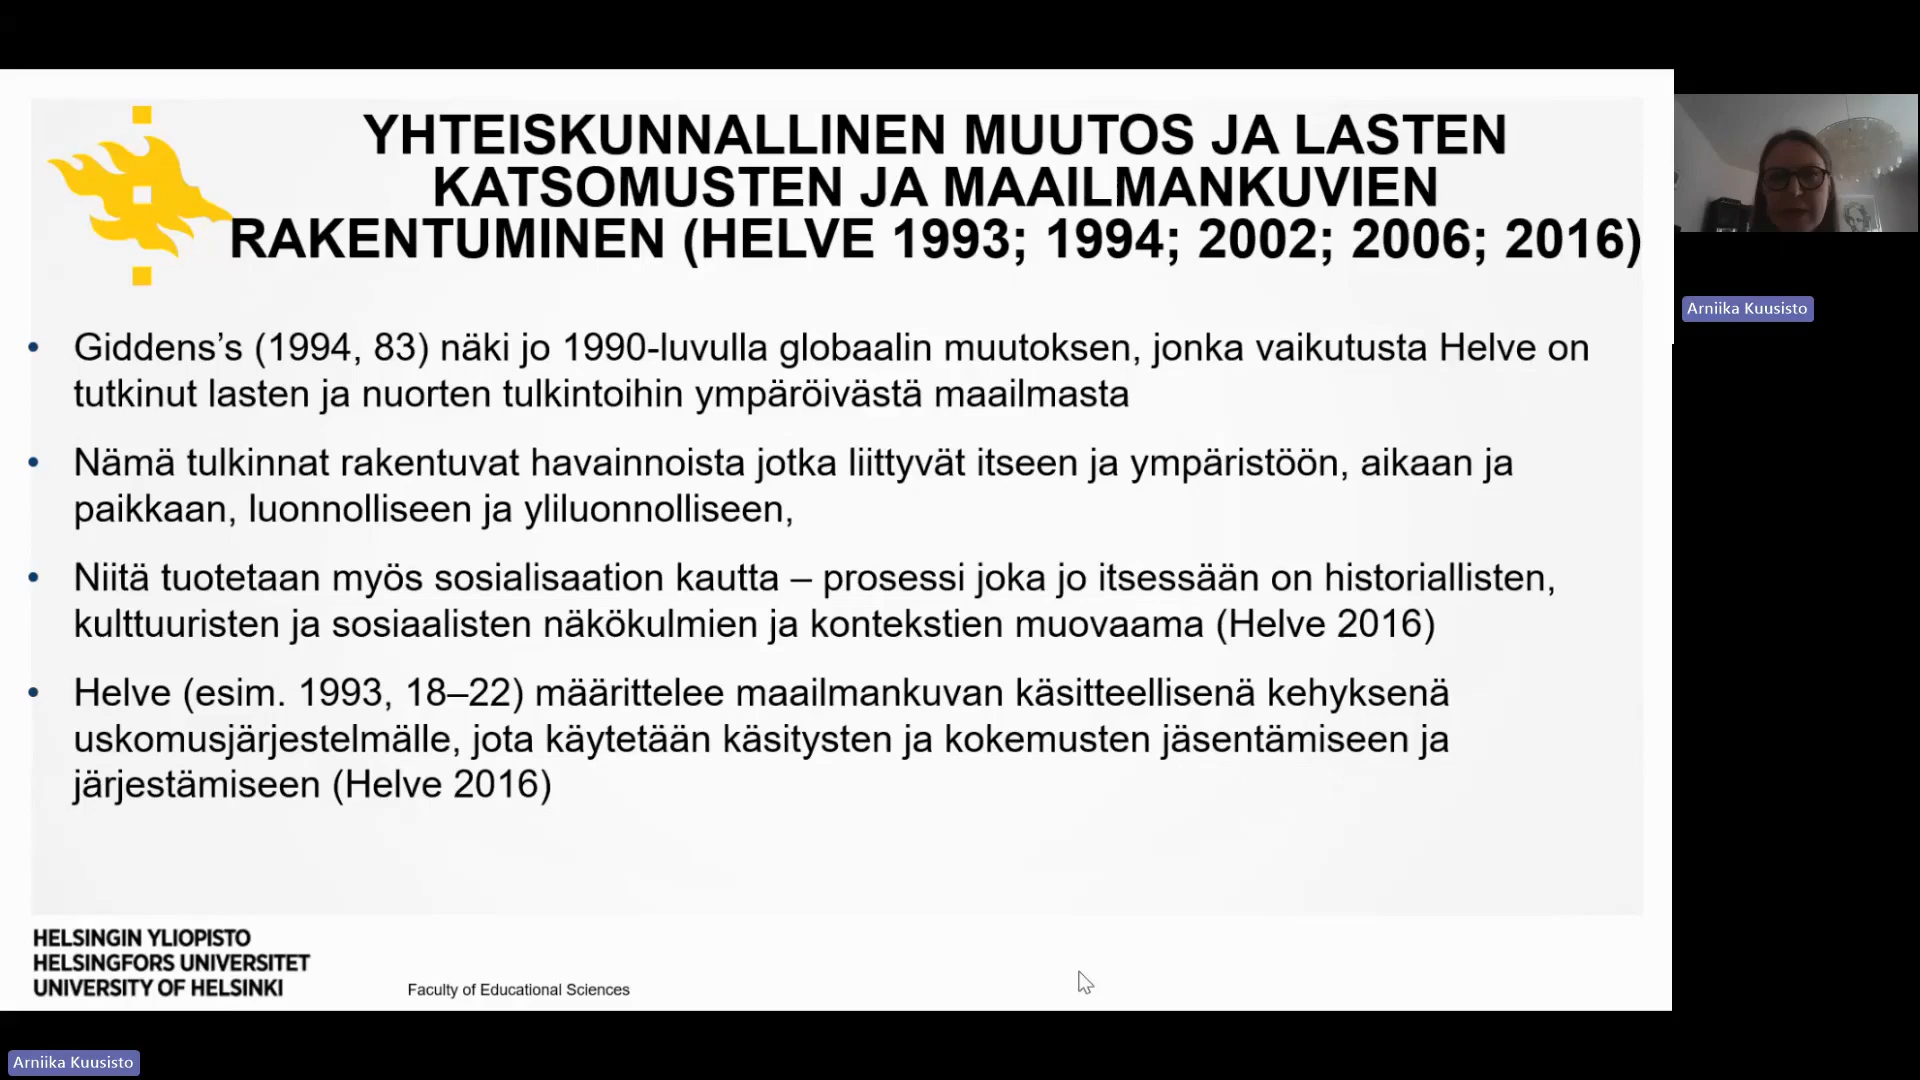 YHTEISKUNNALLINEN MUUTOS JA LASTEN
KATSOMUSTEN JA MAAILMANKUVIEN
RAKENTUMINEN (HELVE 1993; 1994; 2002; 2006; 2016)
• Giddens’s (1994, 83) näki jo 1990-luvulla globaalin muutoksen, jonka vaikutusta Helve on
tutkinut lasten ja nuorten tulkintoihin ympäröivästä maailmasta
• Nämä tulkinnat rakentuvat havainnoista jotka liittyvät itseen ja ympäristöön, aikaan ja
paikkaan, luonnolliseen ja yliluonnolliseen,
• Niitä tuotetaan myös sosialisaation kautta – prosessi joka jo itsessään on historiallisten,
kulttuuristen ja sosiaalisten näkökulmien ja kontekstien muovaama (Helve 2016)
• Helve (esim. 1993, 18–22) määrittelee maailmankuvan käsitteellisenä kehyksenä
uskomusjärjestelmälle, jota käytetään käsitysten ja kokemusten jäsentämiseen ja
järjestämiseen (Helve 2016)
HELSINGIN YLIOPISTO
HELSINGFORS UNIVERSITET
UNIVERSITY OF HELSINKI
Faculty of Educational Sciences
Arniika Kuusisto
Arniika Kuusisto